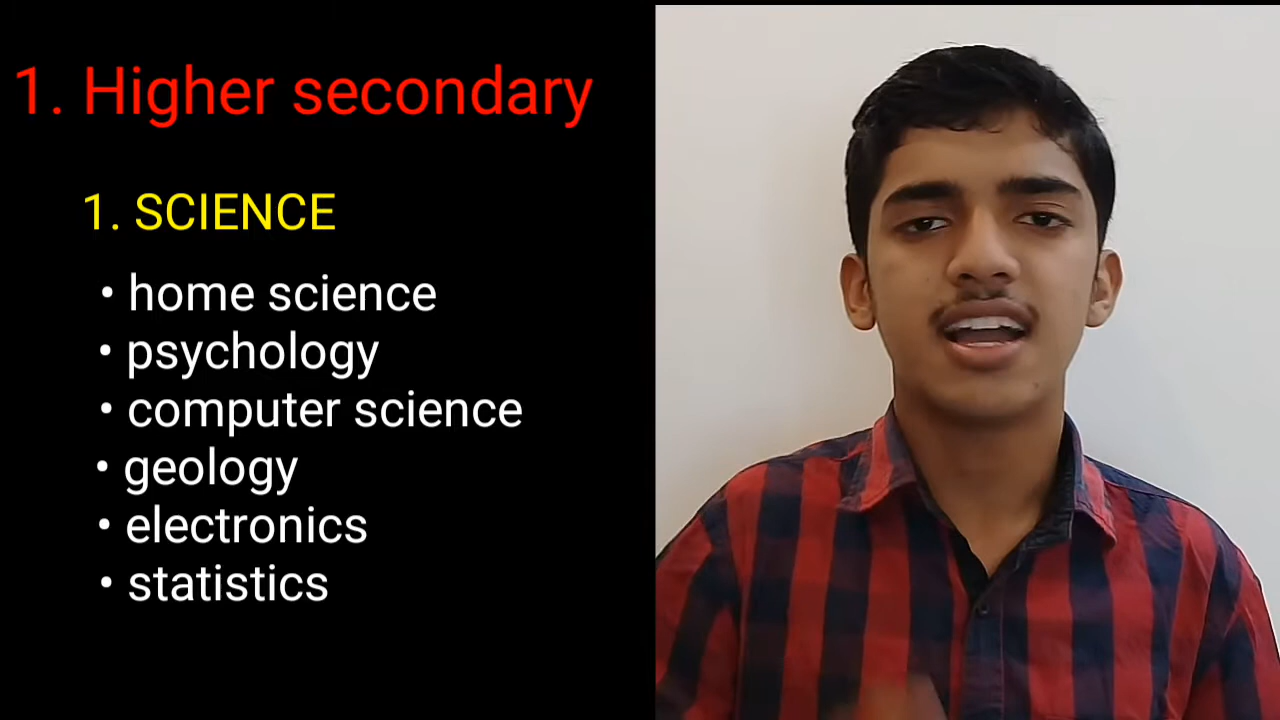 1. Higher secondary
1. SCIENCE
• home science
• psychology
• computer science
• geology
• electronics
• statistics